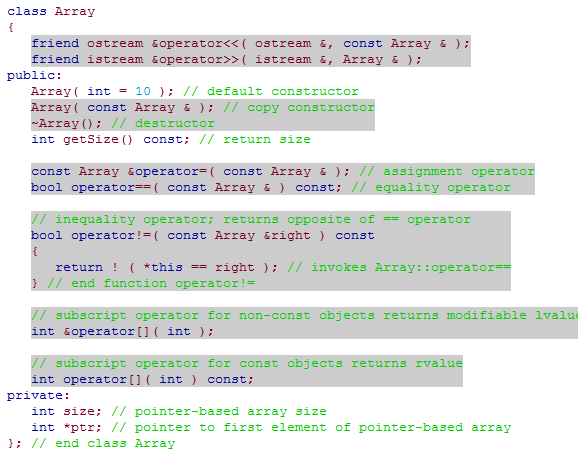 class Array
{
friend ostream &operator<<( ostream &, const Array & );
friend istream &operator>>( istream &, Array & );
public:
Array( int = 10 ); // default constructor
Array( const Array & ); // copy constructor
~Array(); // destructor
int getSize() const; // return size
const Array &operator=( const Array & ); // assignment operator
bool operator==( const Array & ) const; // equality operator
// inequality operator; returns opposite of == operator
bool operator!=( const Array &right ) const
{
return ! ( *this == right ); // invokes Array::operator==
} // end function operator!=
// subscript operator for non-const objects returns modifiable lvalue
int &operator[]( int );
// subscript operator for const objects returns rvalue
int operator[]( int ) const;
private:
int size; // pointer-based array size
int *ptr; // pointer to first element of pointer-based array
}; // end class Array